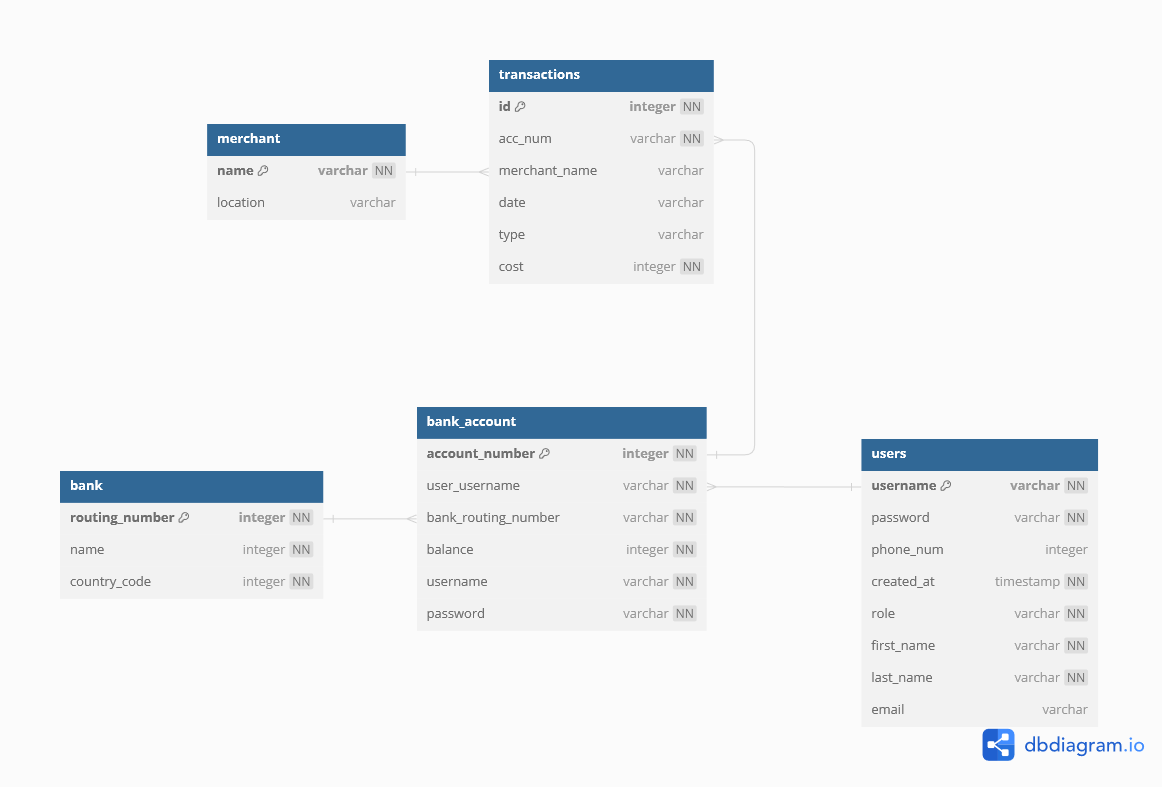 transactions
id integer NN
acc_num varchar NN
merchant_name varchar
date varchar
type varchar
cost integer NN
merchant
name varchar NN
location varchar
bank_account
account_number integer NN
user_username varchar NN
bank_routing_number varchar NN
balance integer NN
username varchar NN
password varchar NN
bank
routing_number integer NN
name integer NN
country_code integer NN
users
username varchar NN
password varchar NN
phone_num integer
created_at timestamp NN
role varchar NN
first_name varchar NN
last_name varchar NN
email varchar
dbdiagram.io